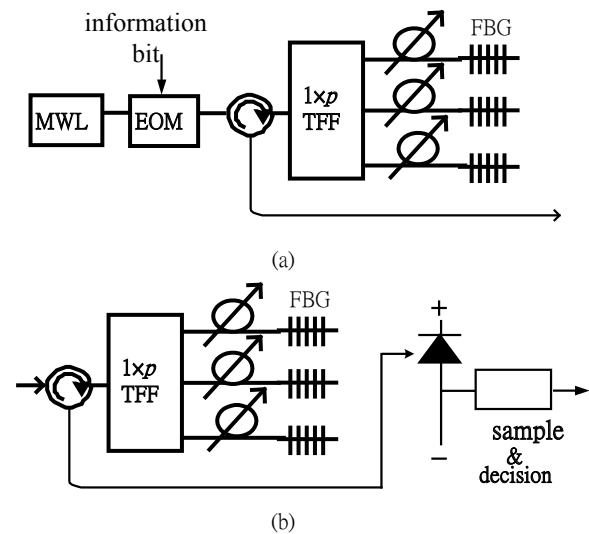 information
bit
FBG
MWL
EOM
1×p
TFF
(a)
FBG
1×p
TFF
+
−
sample
&
decision
(b)